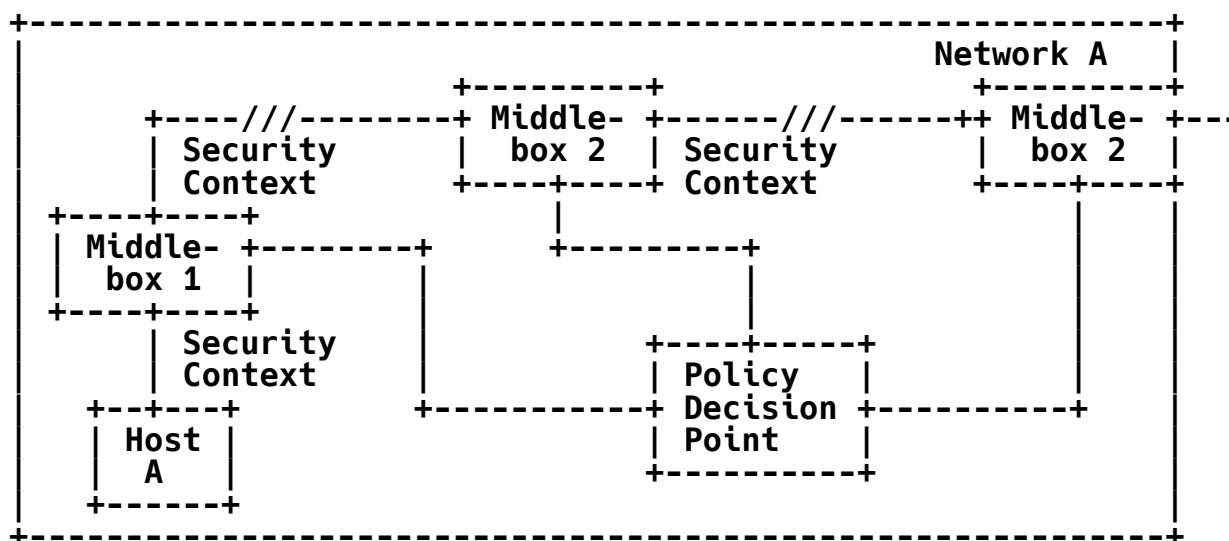 Network A
Middle-
box 2
Middle-
box 2
Security
Context
Security
Context
Middle-
box 1
Security
Context
Policy
Decision
Point
Host
A